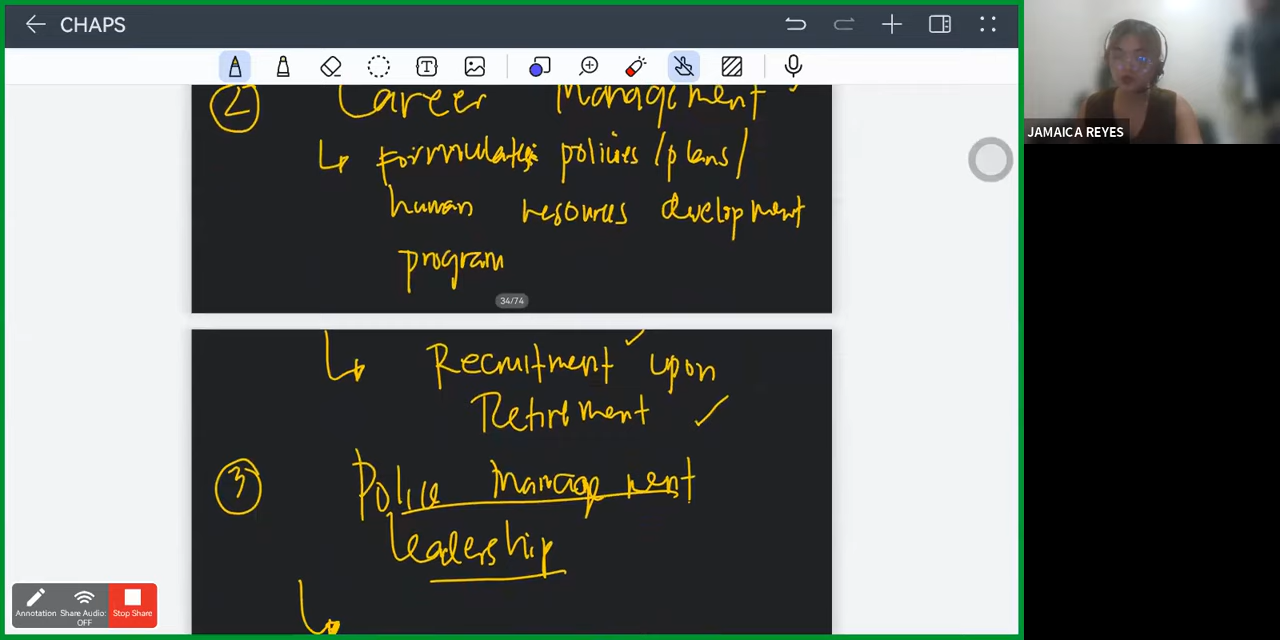 CHAPS
JAMAICA REYES
② Career Management
↳ formulates policies/plans/
human resources development
program
34/74
↳ Recruitment ✓ upon
Retirement ✓
③ Police Management
leadership
↳
Annotation
Share Audio: OFF
Stop Share